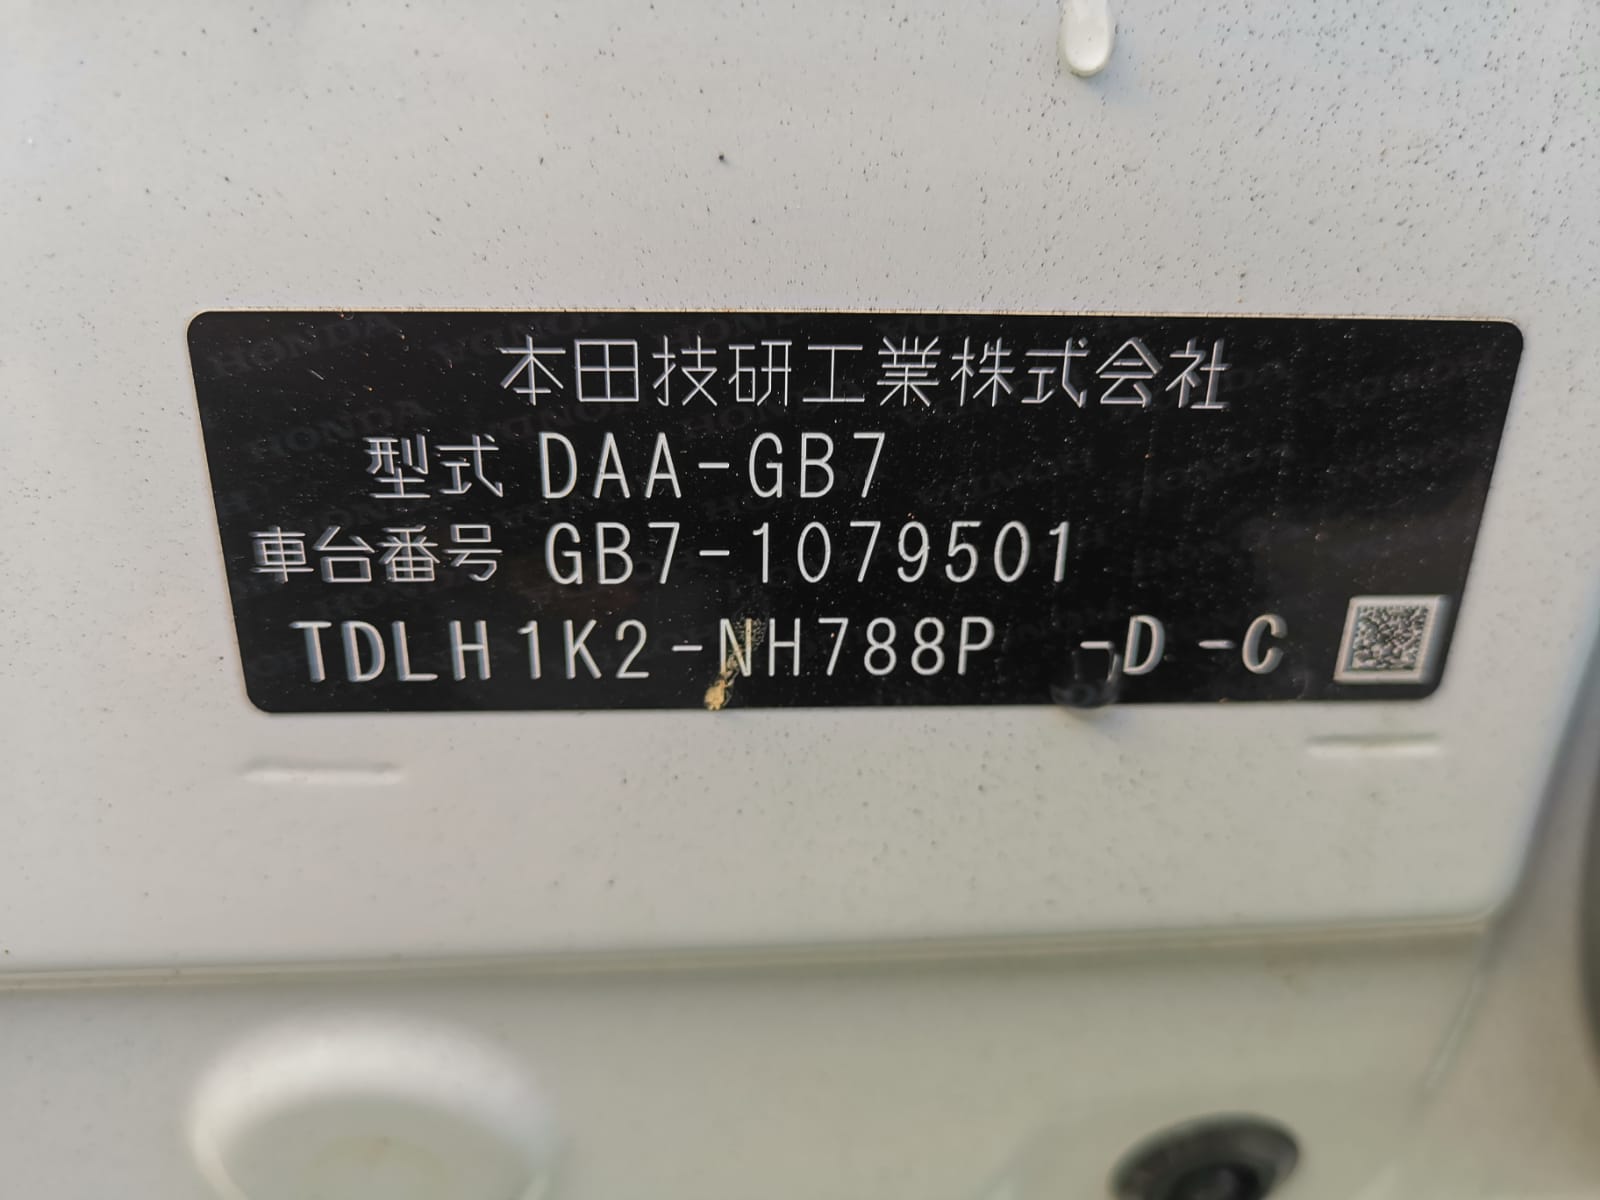 本田技研工業株式会社
型式 DAA-GB7
車台番号 GB7-1079501
TDLH1K2-NH788P -D -C